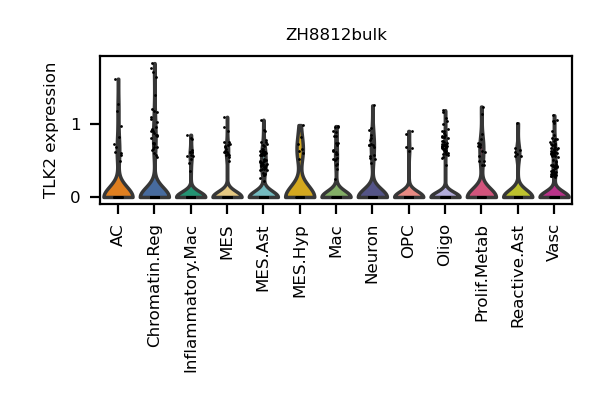 ZH8812bulk
TLK2 expression
1
0
AC
Chromatin.Reg
Inflammatory.Mac
MES
MES.Ast
MES.Hyp
Mac
Neuron
OPC
Oligo
Prolif.Metab
Reactive.Ast
Vasc